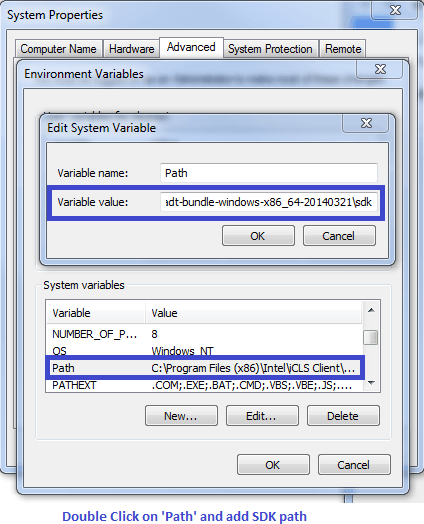 System Properties
Computer Name Hardware Advanced System Protection Remote
Environment Variables
Edit System Variable
Variable name: Path
Variable value: adt-bundle-windows-x86_64-20140321\sdk
OK Cancel
System variables
Variable Value
NUMBER_OF_P... 8
OS Windows_NT
Path C:\Program Files (x86)\Intel\iCLS Client\...
PATHEXT .COM;.EXE;.BAT;.CMD;.VBS;.VBE;.JS;....
New... Edit... Delete
OK Cancel
Double Click on 'Path' and add SDK path